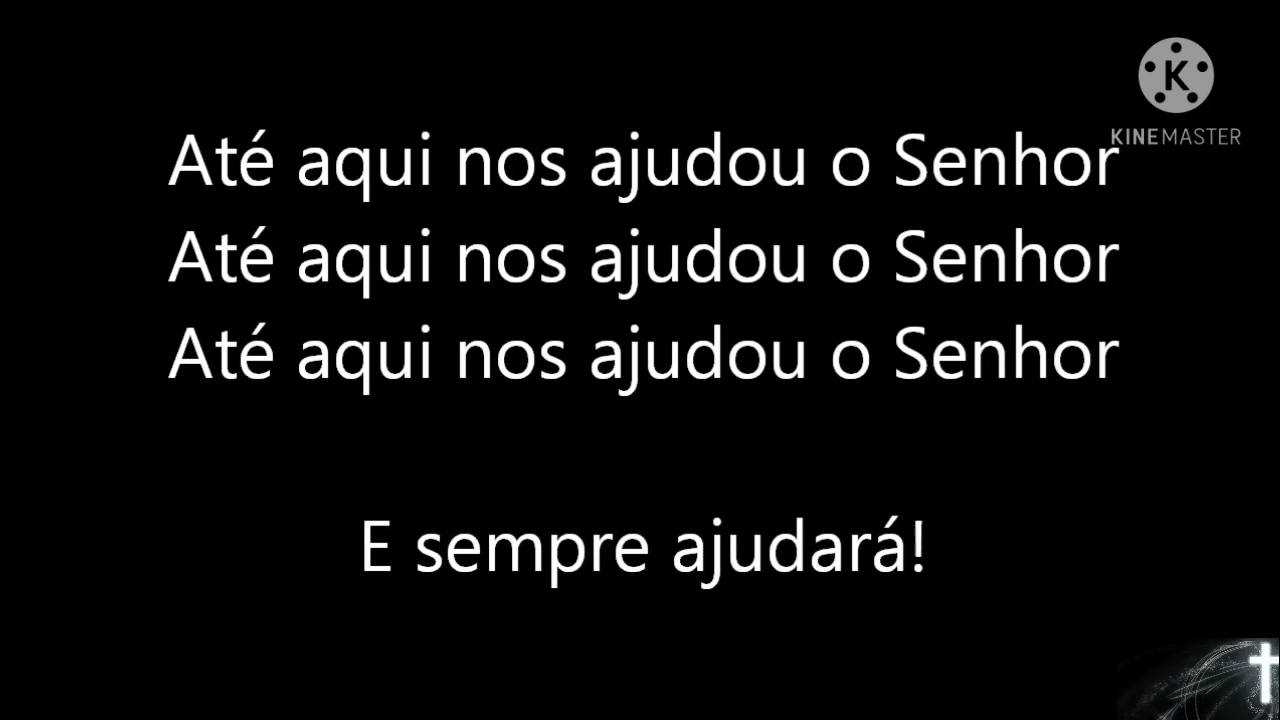 K
KINEMASTER
Até aqui nos ajudou o Senhor
Até aqui nos ajudou o Senhor
Até aqui nos ajudou o Senhor
E sempre ajudará!